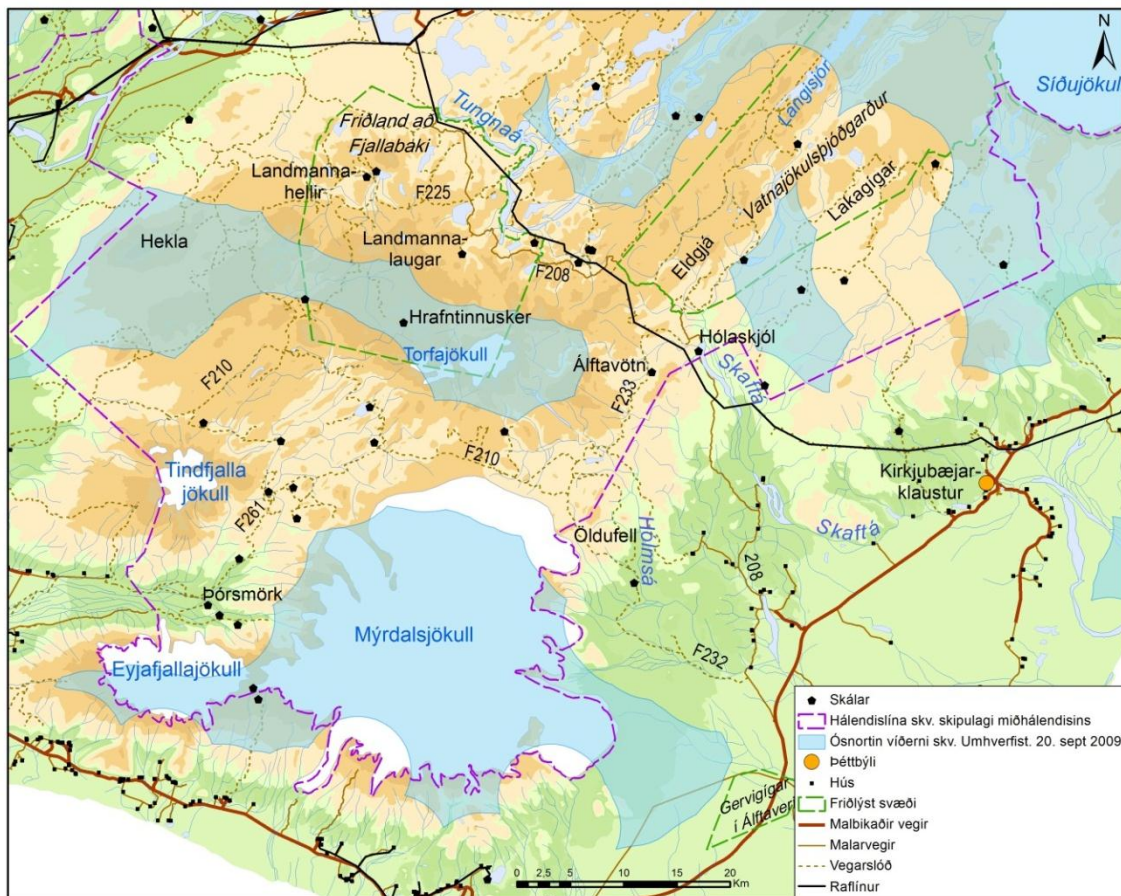 N
Síðujökull
Langisjór
Tungnaá
Friðland að
Fjallabaki
Vatnajökulsþjóðgarður
Lakagígar
Landmanna-
hellir
F225
Hekla
Landmanna-
laugar
F208
Eldgjá
Hrafntinnusker
Torfajökull
Hólaskjól
Álftavötn
Skaftá
F210
F233
F210
Tindfjalla
jökull
F261
Kirkjubæjar-
klaustur
Skaftá
Öldufell
Hólmsá
208
Þórsmörk
Mýrdalsjökull
Eyjafjallajökull
F232
Gervigígar
í Álftaveri
Skálar
Hálendislína skv. skipulagi miðhálendisins
Ósnortin víðerni skv. Umhverfist. 20. sept 2009
Þéttbýli
Hús
Friðlýst svæði
Malbikaðir vegir
Malarvegir
Vegarslóð
Raflínur
0 2,5 5 10 15 20
Km